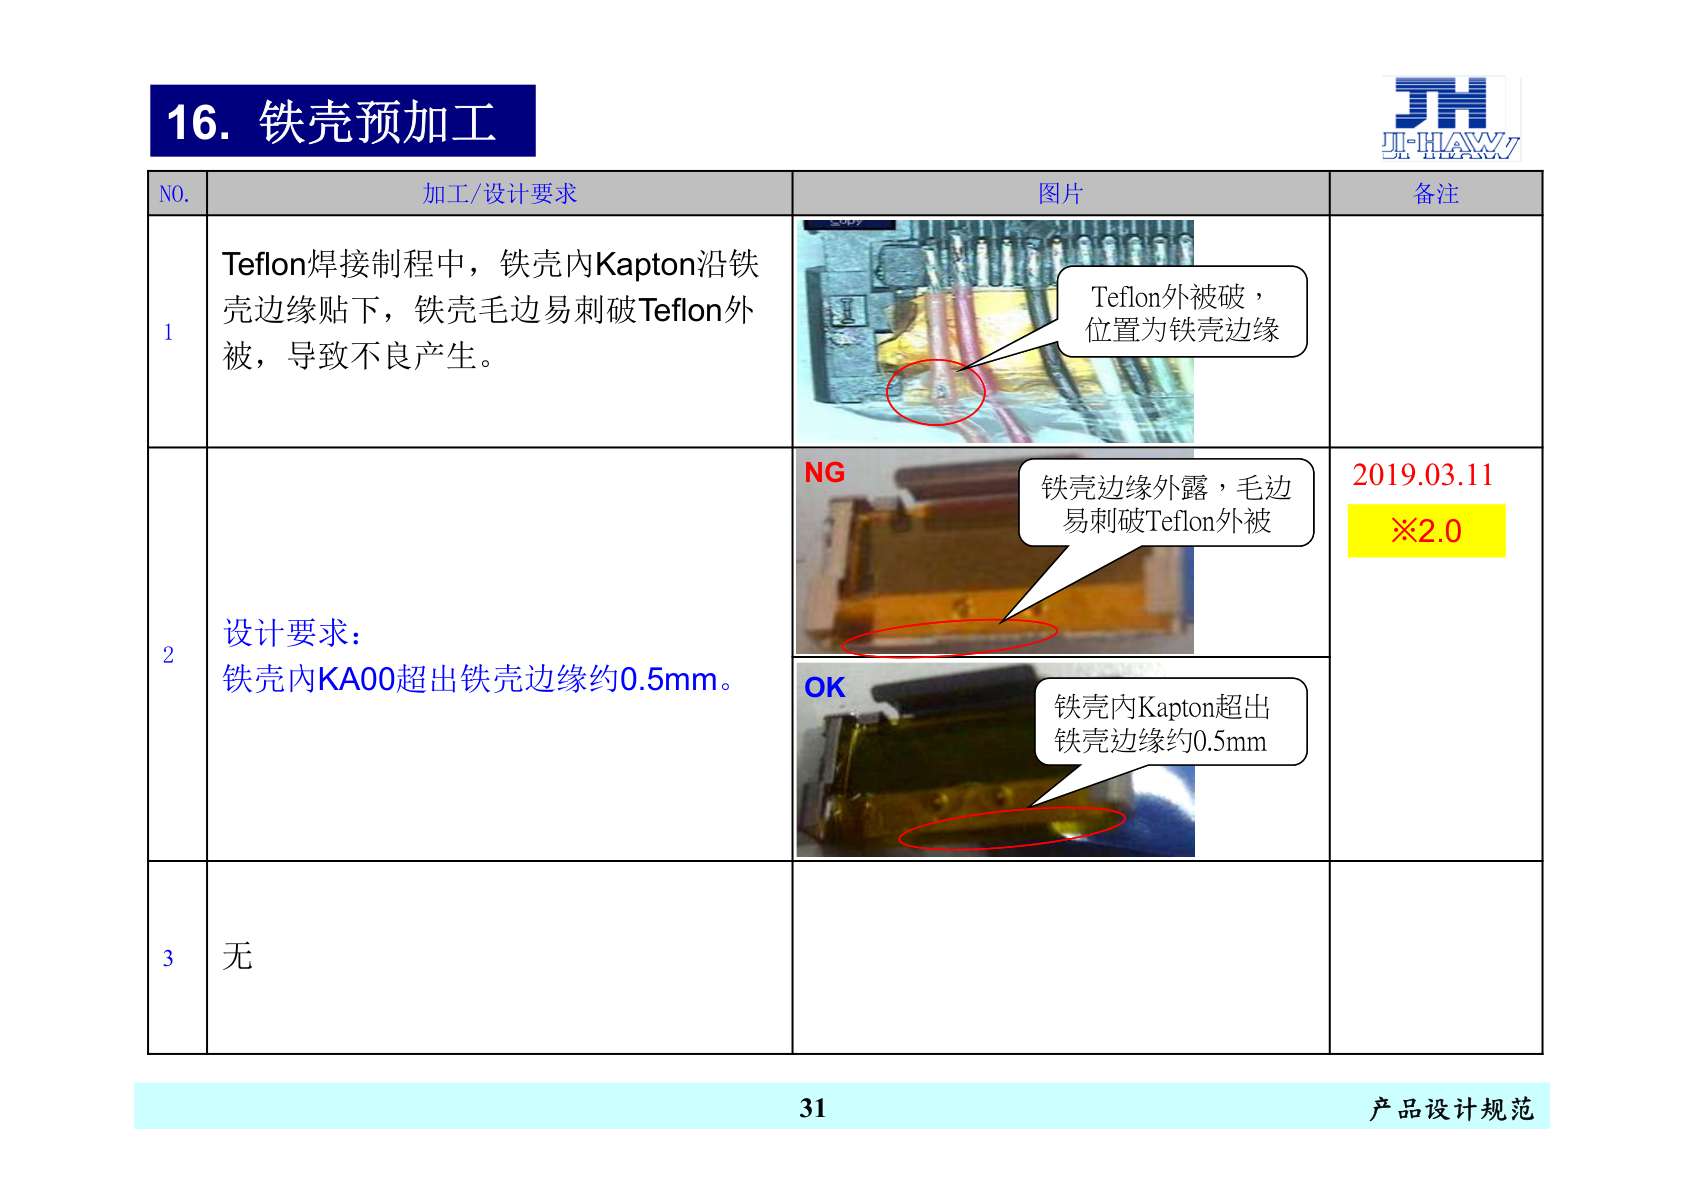 16. 铁壳预加工
JH
JI-HAW
NO.
加工/设计要求
图片
备注
1
Teflon焊接制程中，铁壳內Kapton沿铁
壳边缘贴下，铁壳毛边易刺破Teflon外
被，导致不良产生。
Teflon外被破，
位置为铁壳边缘
2
设计要求：
铁壳內KA00超出铁壳边缘约0.5mm。
NG
铁壳边缘外露，毛边
易刺破Teflon外被
OK
铁壳內Kapton超出
铁壳边缘约0.5mm
2019.03.11
※2.0
3
无
31
产品设计规范